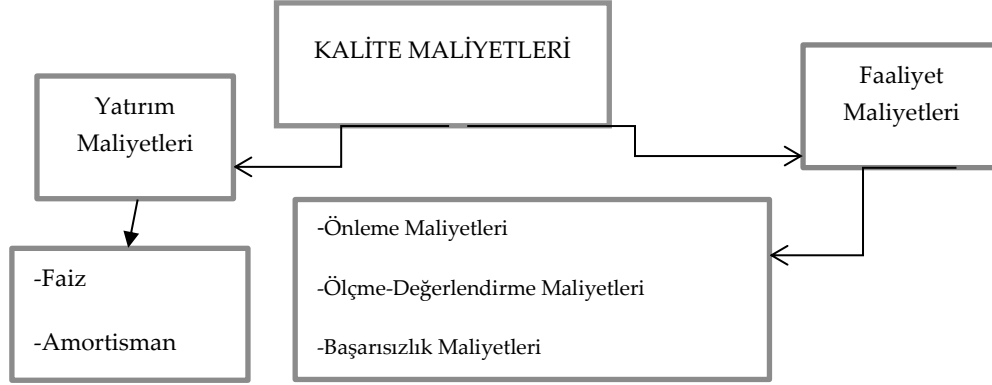 KALİTE MALİYETLERİ
Yatırım
Maliyetleri
Faaliyet
Maliyetleri
-Faiz
-Amortisman
-Önleme Maliyetleri
-Ölçme-Değerlendirme Maliyetleri
-Başarısızlık Maliyetleri